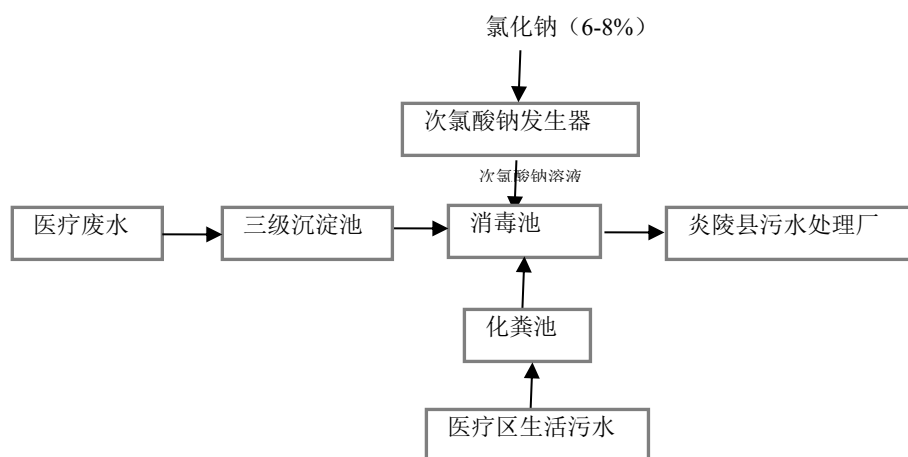 氯化钠（6-8%）
次氯酸钠发生器
次氯酸钠溶液
医疗废水
三级沉淀池
消毒池
炎陵县污水处理厂
化粪池
医疗区生活污水